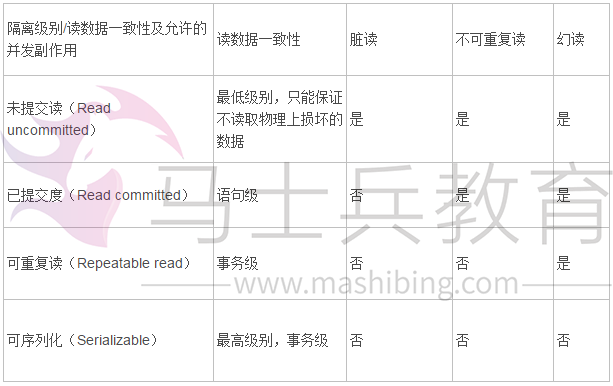 隔离级别/读数据一致性及允许的
并发副作用
读数据一致性
脏读
不可重复读
幻读
未提交读（Read
uncommitted）
最低级别，只能保证
不读取物理上损坏的
数据
是
是
是
已提交度（Read committed）
语句级
否
是
是
可重复读（Repeatable read）
事务级
否
否
是
可序列化（Serializable）
最高级别，事务级
否
否
否
马士兵教育
www.mashibing.com